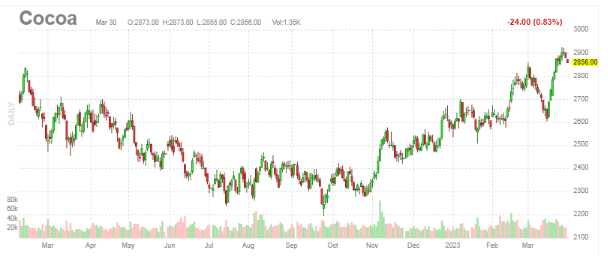 Cocoa Mar 30 O:2873.00 H:2873.00 L:2855.00 C:2856.00 Vol:1.35K -24.00 (0.83%)
3000
2900
2856.00
2800
DAILY
2700
2600
2500
2400
2300
80k
60k
2200
40k
20k
2100
Mar Apr May Jun Jul Aug Sep Oct Nov Dec 2023 Feb Mar